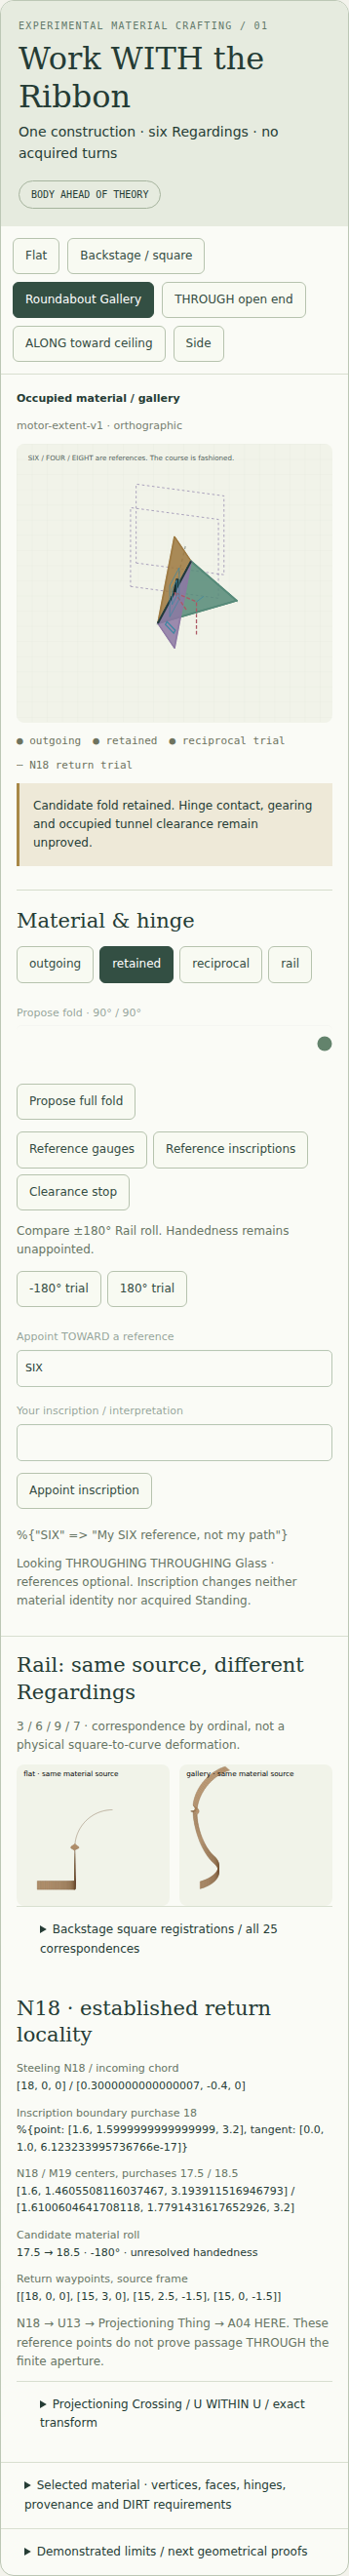 EXPERIMENTAL MATERIAL CRAFTING / 01
Work WITH the
Ribbon
One construction · six Regardings · no
acquired turns
BODY AHEAD OF THEORY
Flat
Backstage / square
Roundabout Gallery
THROUGH open end
ALONG toward ceiling
Side
Occupied material / gallery
motor-extent-v1 · orthographic
SIX / FOUR / EIGHT are references. The course is fashioned.
● outgoing ● retained ● reciprocal trial
— N18 return trial
Candidate fold retained. Hinge contact, gearing
and occupied tunnel clearance remain
unproved.
Material & hinge
outgoing
retained
reciprocal
rail
Propose fold · 90° / 90°
Propose full fold
Reference gauges
Reference inscriptions
Clearance stop
Compare ±180° Rail roll. Handedness remains
unappointed.
-180° trial
180° trial
Appoint TOWARD a reference
SIX
Your inscription / interpretation
Appoint inscription
%{"SIX" => "My SIX reference, not my path"}
Looking THROUGHING THROUGHING Glass ·
references optional. Inscription changes neither
material identity nor acquired Standing.
Rail: same source, different
Regardings
3 / 6 / 9 / 7 · correspondence by ordinal, not a
physical square-to-curve deformation.
flat · same material source
gallery · same material source
▶ Backstage square registrations / all 25
correspondences
N18 · established return
locality
Steeling N18 / incoming chord
[18, 0, 0] / [0.3000000000000007, -0.4, 0]
Inscription boundary purchase 18
%{point: [1.6, 1.5999999999999999, 3.2], tangent: [0.0,
1.0, 6.123233995736766e-17]}
N18 / M19 centers, purchases 17.5 / 18.5
[1.6, 1.4605508116037467, 3.193911516946793] /
[1.6100604641708118, 1.7791431617652926, 3.2]
Candidate material roll
17.5 → 18.5 · -180° · unresolved handedness
Return waypoints, source frame
[[18, 0, 0], [15, 3, 0], [15, 2.5, -1.5], [15, 0, -1.5]]
N18 → U13 → Projectioning Thing → A04 HERE. These
reference points do not prove passage THROUGH the
finite aperture.
▶ Projectioning Crossing / U WITHIN U / exact
transform
▶ Selected material · vertices, faces, hinges,
provenance and DIRT requirements
▶ Demonstrated limits / next geometrical proofs